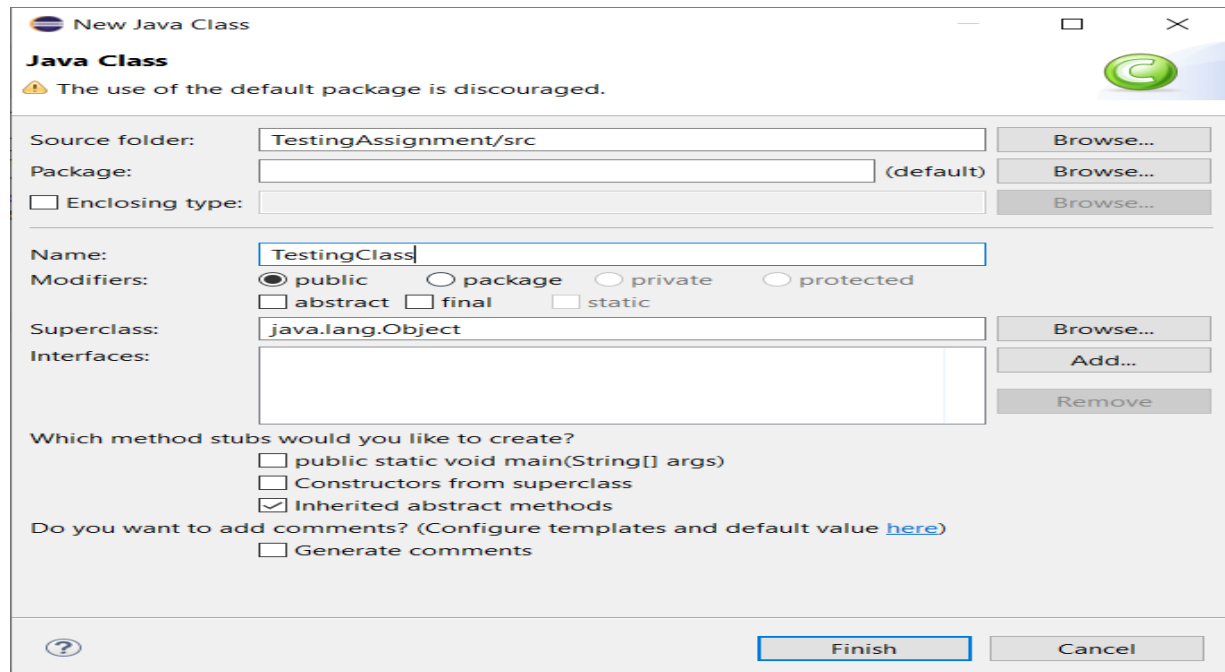 New Java Class
Java Class
The use of the default package is discouraged.
Source folder: TestingAssignment/src Browse...
Package: (default) Browse...
Enclosing type: Browse...
Name: TestingClass
Modifiers: public package private protected
abstract final static
Superclass: java.lang.Object Browse...
Interfaces: Add...
Remove
Which method stubs would you like to create?
public static void main(String[] args)
Constructors from superclass
Inherited abstract methods
Do you want to add comments? (Configure templates and default value here)
Generate comments
? Finish Cancel